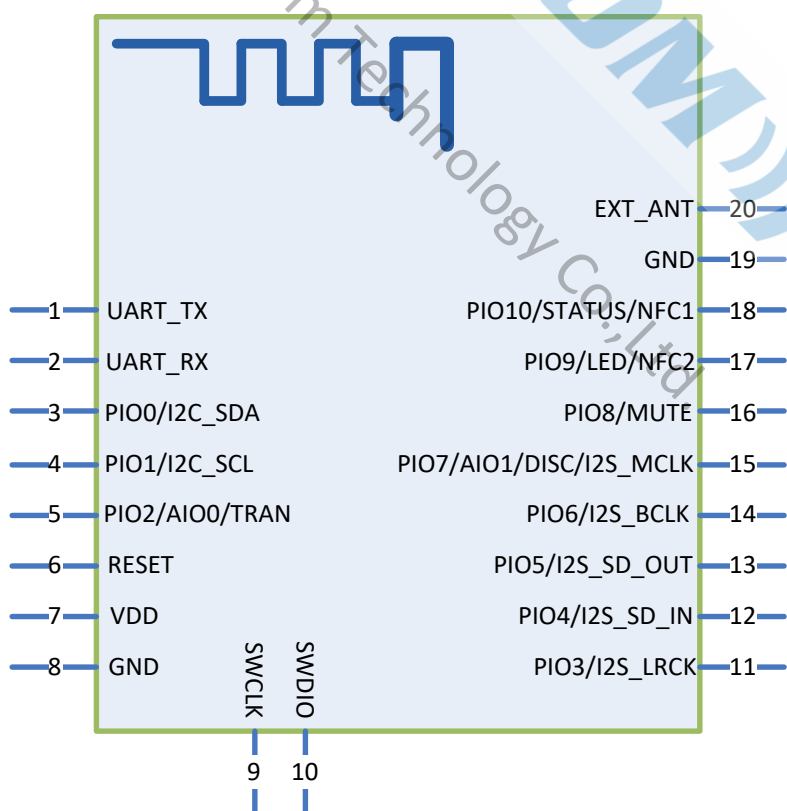 EXT_ANT 20
GND 19
1 UART_TX PIO10/STATUS/NFC1 18
2 UART_RX PIO9/LED/NFC2 17
3 PIO0/I2C_SDA PIO8/MUTE 16
4 PIO1/I2C_SCL PIO7/AIO1/DISC/I2S_MCLK 15
5 PIO2/AIO0/TRAN PIO6/I2S_BCLK 14
6 RESET PIO5/I2S_SD_OUT 13
7 VDD PIO4/I2S_SD_IN 12
8 GND PIO3/I2S_LRCK 11
SWCLK SWDIO
9 10
Technology Co.,Ltd